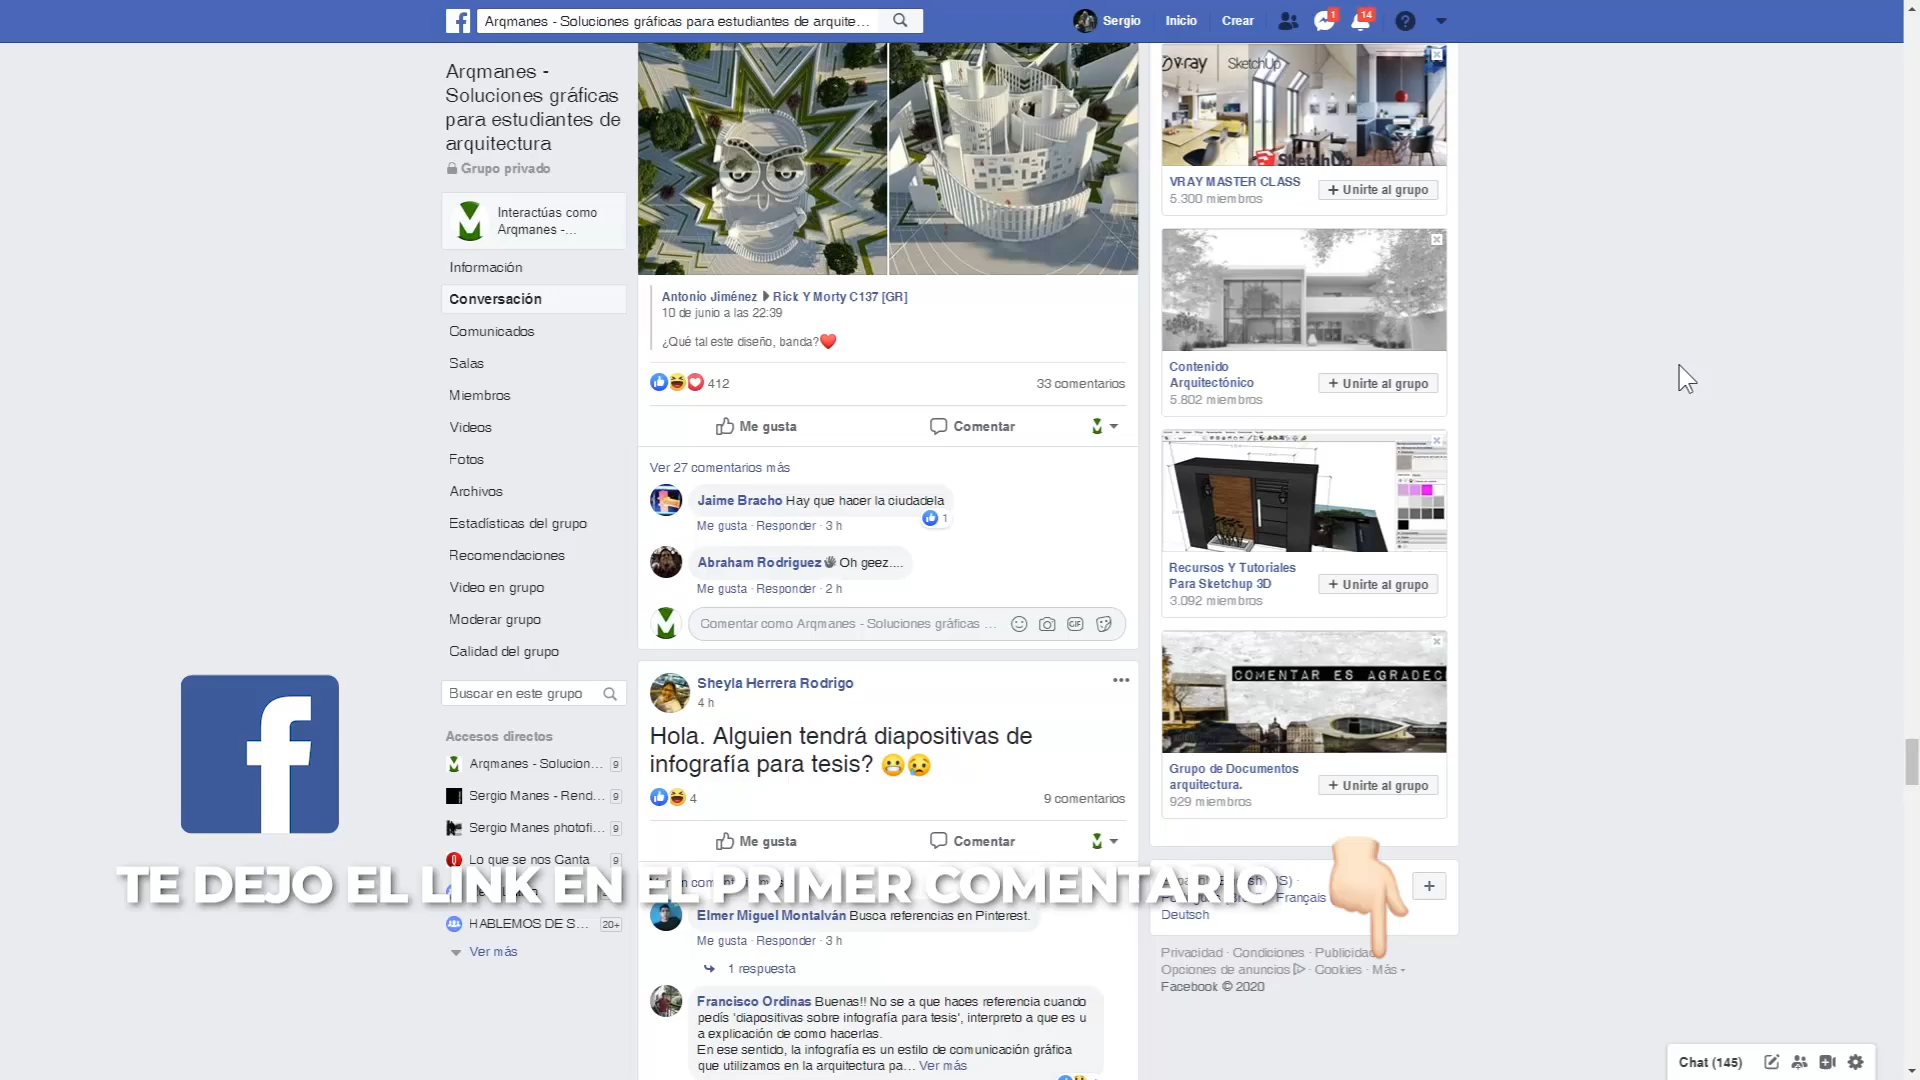 Arqmanes - Soluciones gráficas para estudiantes de arquite...
Sergio
Inicio
Crear
1
14
Arqmanes -
Soluciones gráficas
para estudiantes de
arquitectura
Grupo privado
Interactúas como
Arqmanes -...
Información
Conversación
Comunicados
Salas
Miembros
Videos
Fotos
Archivos
Estadísticas del grupo
Recomendaciones
Video en grupo
Moderar grupo
Calidad del grupo
Buscar en este grupo
Accesos directos
Arqmanes - Solucion... 9
Sergio Manes - Rend... 9
Sergio Manes photofi... 9
Lo que se nos Canta 9
HABLEMOS DE S... 20+
Ver más
Antonio Jiménez Rick Y Morty C137 [GR]
10 de junio a las 22:39
¿Qué tal este diseño, banda?❤️
412
33 comentarios
Me gusta
Comentar
Ver 27 comentarios más
Jaime Bracho Hay que hacer la ciudadela
1
Me gusta · Responder · 3 h
Abraham Rodriguez Oh geez....
Me gusta · Responder · 2 h
Comentar como Arqmanes - Soluciones gráficas ...
GIF
Sheyla Herrera Rodrigo
4 h
Hola. Alguien tendrá diapositivas de
infografía para tesis? 😬😥
4
9 comentarios
Me gusta
Comentar
TE DEJO EL LINK EN EL PRIMER COMENTARIO
Elmer Miguel Montalván Busca referencias en Pinterest.
Me gusta · Responder · 3 h
1 respuesta
Francisco Ordinas Buenas!! No se a que haces referencia cuando
pedís 'diapositivas sobre infografía para tesis', interpreto a que es u
a explicación de como hacerlas.
En ese sentido, la infografía es un estilo de comunicación gráfica
que utilizamos en la arquitectura pa... Ver más
v-ray
SketchUp
SketchUp
VRAY MASTER CLASS
5.300 miembros
+ Unirte al grupo
Contenido
Arquitectónico
5.802 miembros
+ Unirte al grupo
Recursos Y Tutoriales
Para Sketchup 3D
3.092 miembros
+ Unirte al grupo
COMENTAR ES AGRADEC
Grupo de Documentos
arquitectura.
929 miembros
+ Unirte al grupo
Français
Deutsch
+
Privacidad · Condiciones · Publicidad
Opciones de anuncios · Cookies · Más
Facebook © 2020
Chat (145)